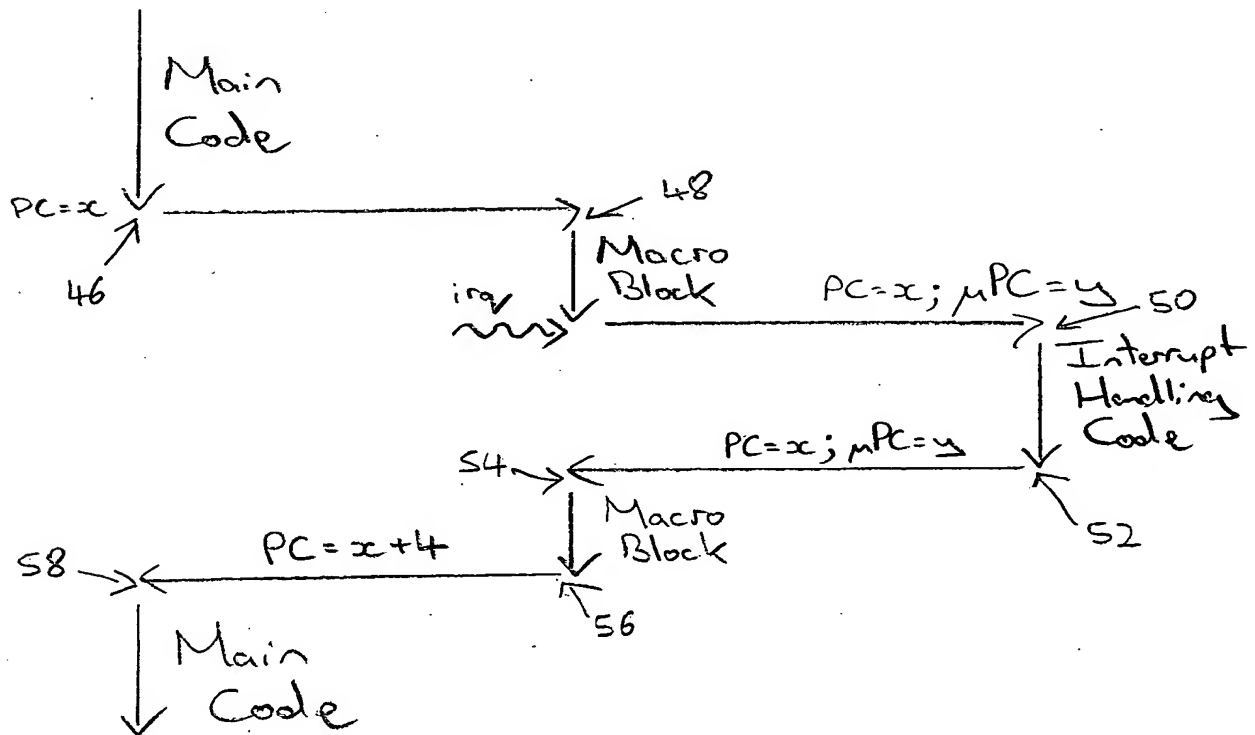 Main
Code
PC=x
46
48
Macro
Block
irq
PC=x; μPC=y
50
Interrupt
Handling
Code
PC=x; μPC=y
54
52
Macro
Block
PC=x+4
58
56
Main
Code